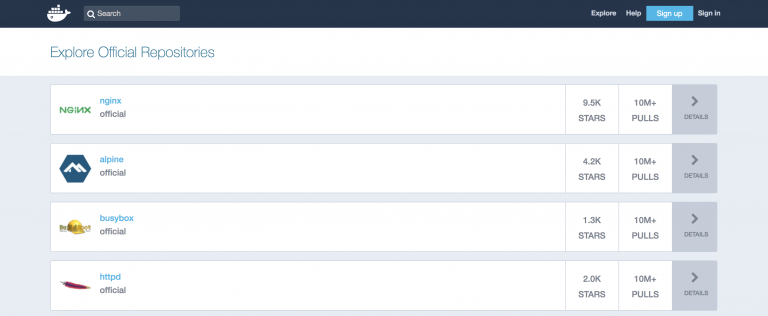 Search
Explore Help Sign up Sign in
Explore Official Repositories
NGINX
nginx
official
9.5K
STARS
10M+
PULLS
DETAILS
alpine
official
4.2K
STARS
10M+
PULLS
DETAILS
busybox
official
1.3K
STARS
10M+
PULLS
DETAILS
httpd
official
2.0K
STARS
10M+
PULLS
DETAILS